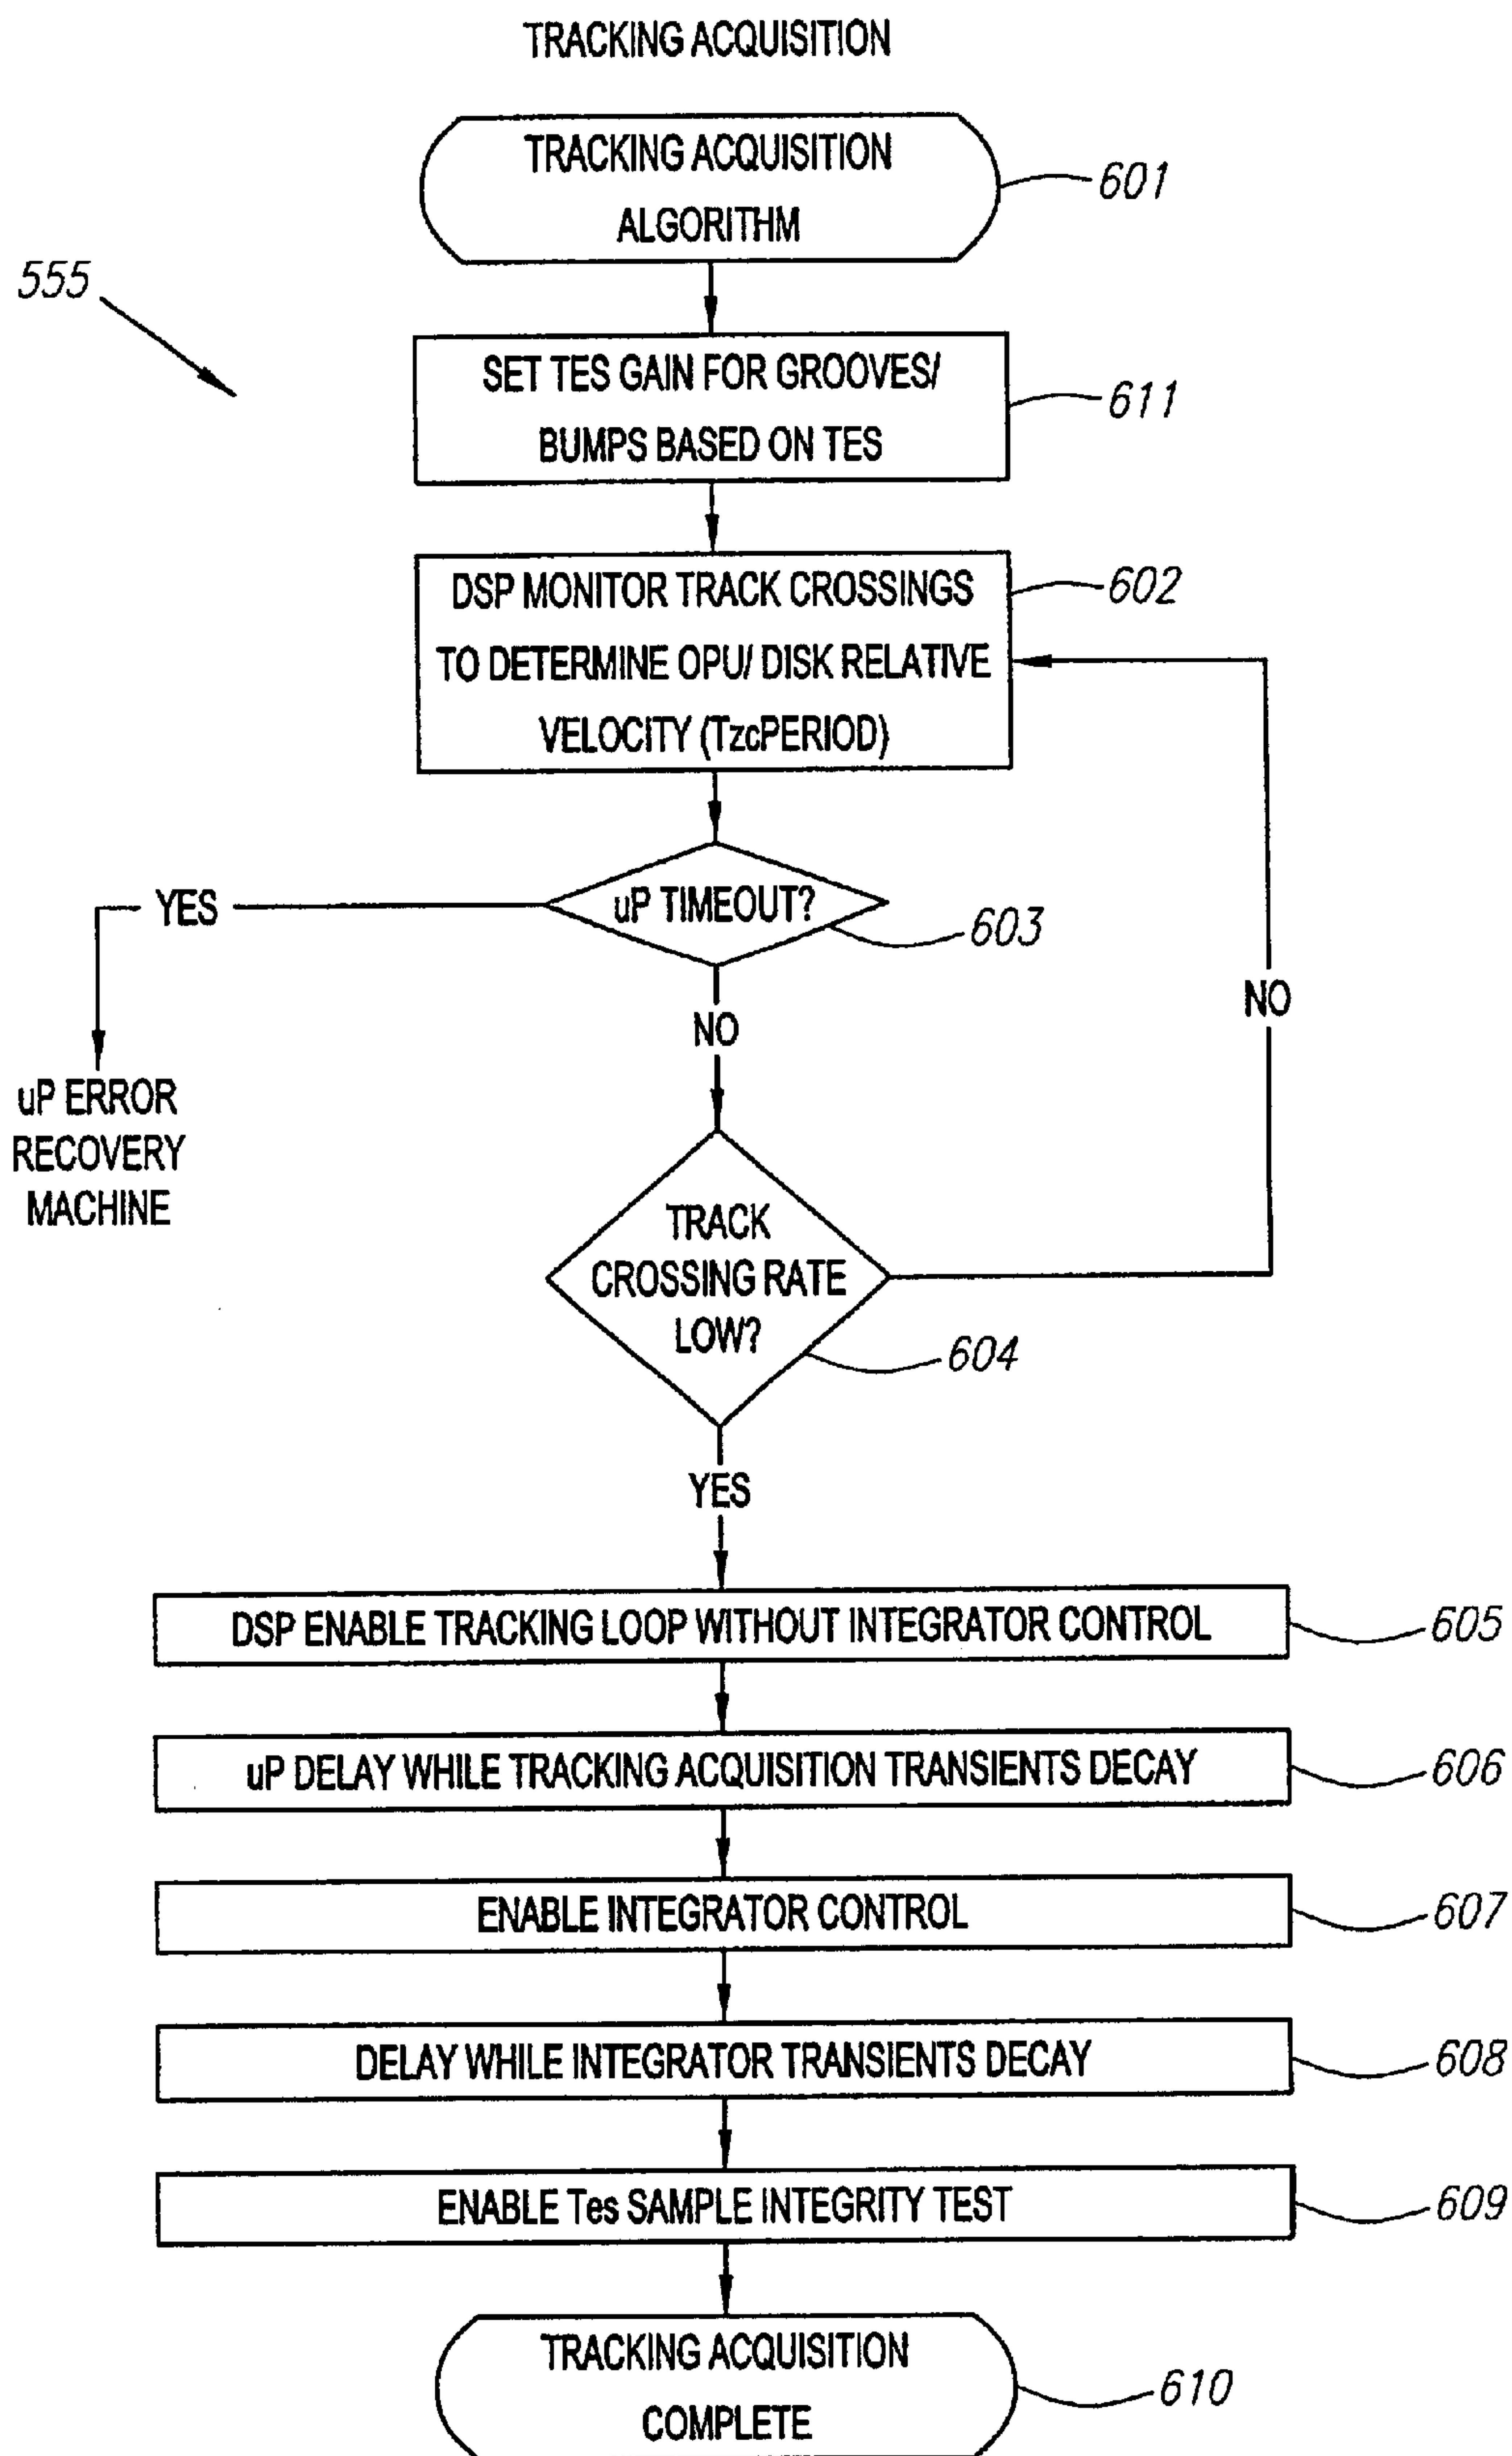 TRACKING ACQUISITION
TRACKING ACQUISITION
ALGORITHM
601
555
SET TES GAIN FOR GROOVES/
BUMPS BASED ON TES
611
DSP MONITOR TRACK CROSSINGS
TO DETERMINE OPU/ DISK RELATIVE
VELOCITY (TzcPERIOD)
602
YES
uP TIMEOUT?
603
NO
NO
uP ERROR
RECOVERY
MACHINE
TRACK
CROSSING RATE
LOW?
604
YES
DSP ENABLE TRACKING LOOP WITHOUT INTEGRATOR CONTROL
605
uP DELAY WHILE TRACKING ACQUISITION TRANSIENTS DECAY
606
ENABLE INTEGRATOR CONTROL
607
DELAY WHILE INTEGRATOR TRANSIENTS DECAY
608
ENABLE Tes SAMPLE INTEGRITY TEST
609
TRACKING ACQUISITION
COMPLETE
610